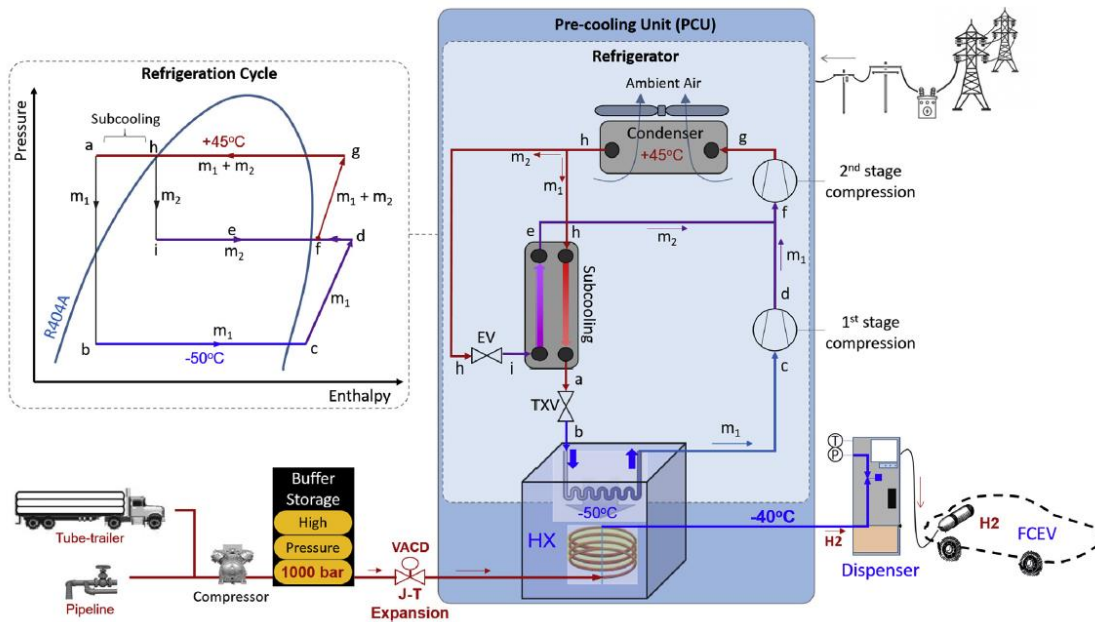 Pre-cooling Unit (PCU)
Refrigerator
Ambient Air
Condenser
+45°C
h
g
m₂
m₁
2nd stage
compression
f
e
m₂
h
m₁
Subcooling
d
1st stage
compression
EV
h
i
a
c
TXV
b
m₁
-50°C
HX
-40°C
H2
Refrigeration Cycle
Pressure
Subcooling
a
h
+45°C
g
m₁ + m₂
m₁
m₂
m₁ + m₂
e
d
i
m₂
f
R404A
m₁
m₁
b
-50°C
c
Enthalpy
Tube-trailer
Pipeline
Compressor
Buffer
Storage
High
Pressure
1000 bar
VACD
J-T
Expansion
T
P
Dispenser
H2
FCEV